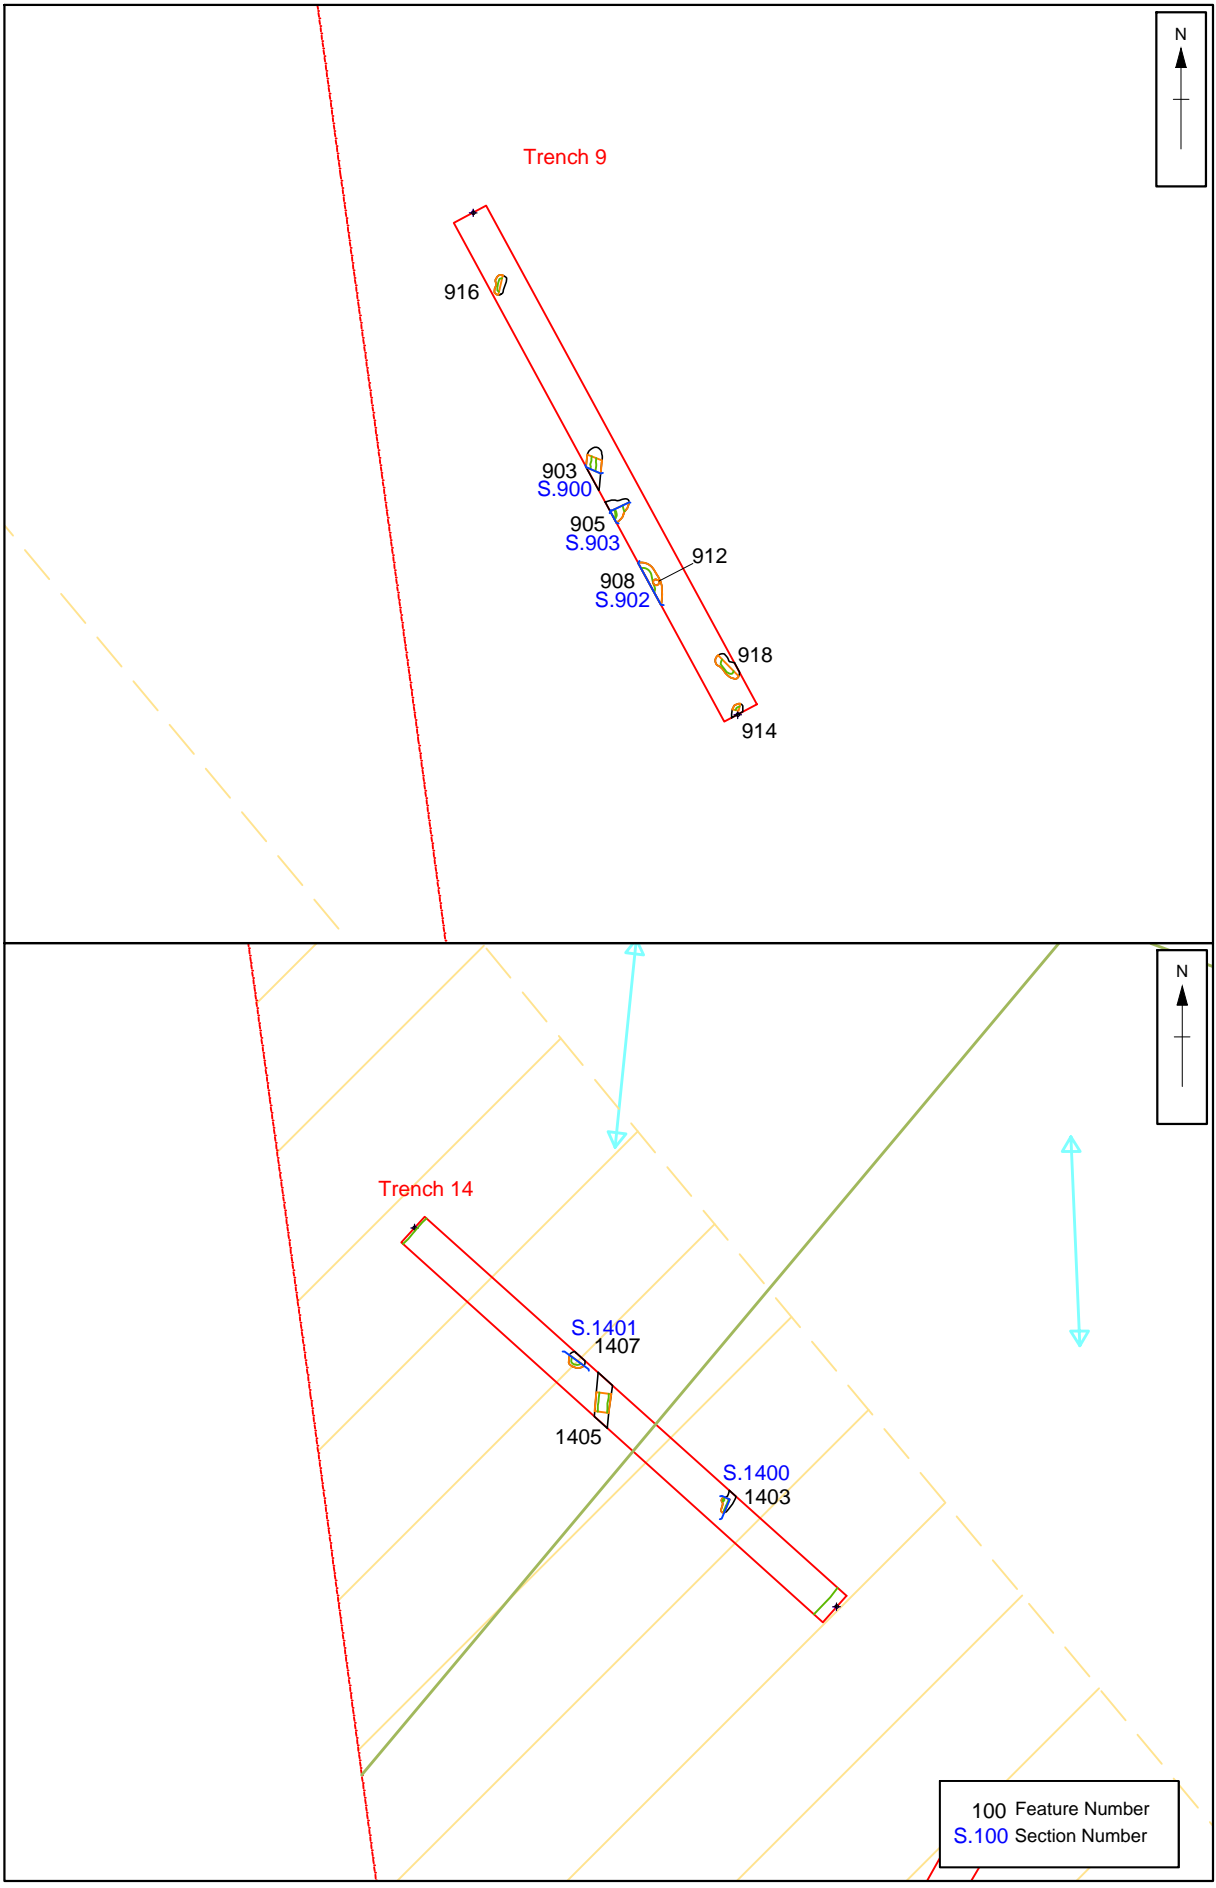 N
Trench 9
916
903
S.900
905
S.903
912
908
S.902
918
914
N
Trench 14
S.1401
1407
1405
S.1400
1403
100 Feature Number
S.100 Section Number